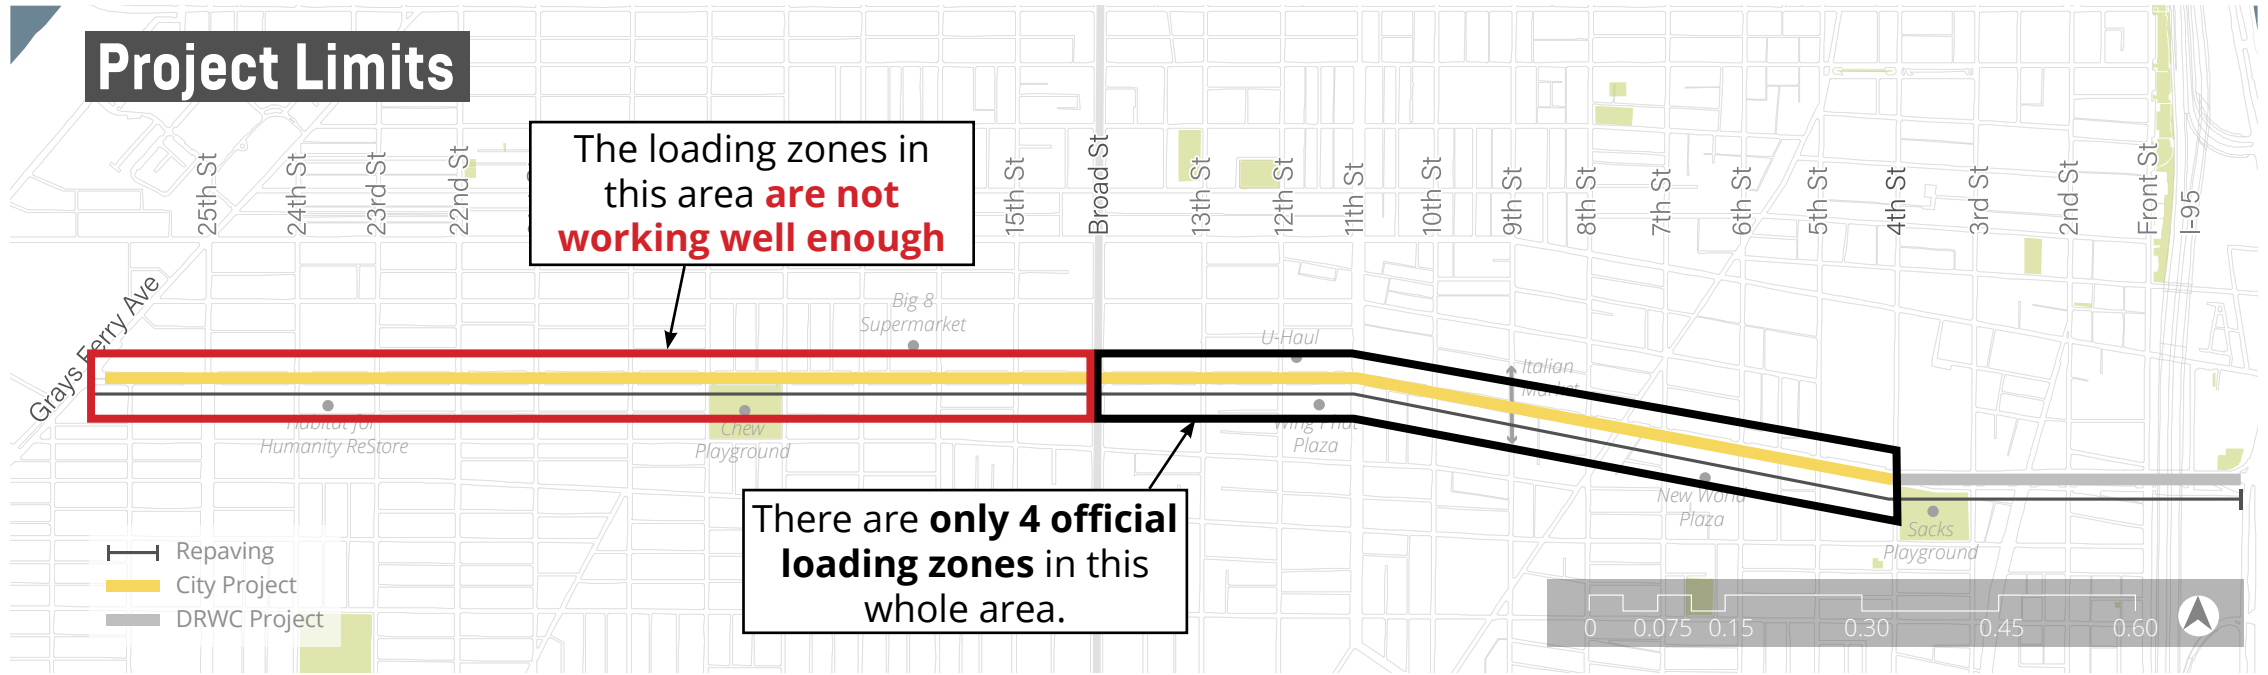 Project Limits
The loading zones in
this area are not
working well enough
25th St
24th St
23rd St
22nd St
15th St
Broad St
13th St
12th St
11th St
10th St
9th St
8th St
7th St
6th St
5th St
4th St
3rd St
2nd St
Front St
I-95
Grays Ferry Ave
Big 8
Supermarket
U-Haul
Italian
Market
Habitat for
Humanity ReStore
Chew
Playground
Wing Phat
Plaza
New World
Plaza
Sacks
Playground
There are only 4 official
loading zones in this
whole area.
Repaving
City Project
DRWC Project
0 0.075 0.15 0.30 0.45 0.60